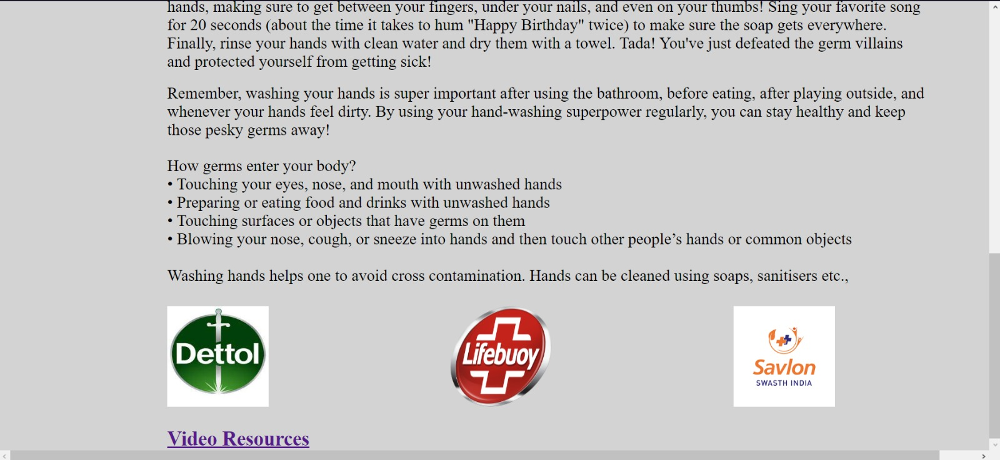 hands, making sure to get between your fingers, under your nails, and even on your thumbs! Sing your favorite song
for 20 seconds (about the time it takes to hum "Happy Birthday" twice) to make sure the soap gets everywhere.
Finally, rinse your hands with clean water and dry them with a towel. Tada! You've just defeated the germ villains
and protected yourself from getting sick!
Remember, washing your hands is super important after using the bathroom, before eating, after playing outside, and
whenever your hands feel dirty. By using your hand-washing superpower regularly, you can stay healthy and keep
those pesky germs away!
How germs enter your body?
• Touching your eyes, nose, and mouth with unwashed hands
• Preparing or eating food and drinks with unwashed hands
• Touching surfaces or objects that have germs on them
• Blowing your nose, cough, or sneeze into hands and then touch other people’s hands or common objects
Washing hands helps one to avoid cross contamination. Hands can be cleaned using soaps, sanitisers etc.,
Dettol
Lifebuoy
Savlon
SWASTH INDIA
Video Resources